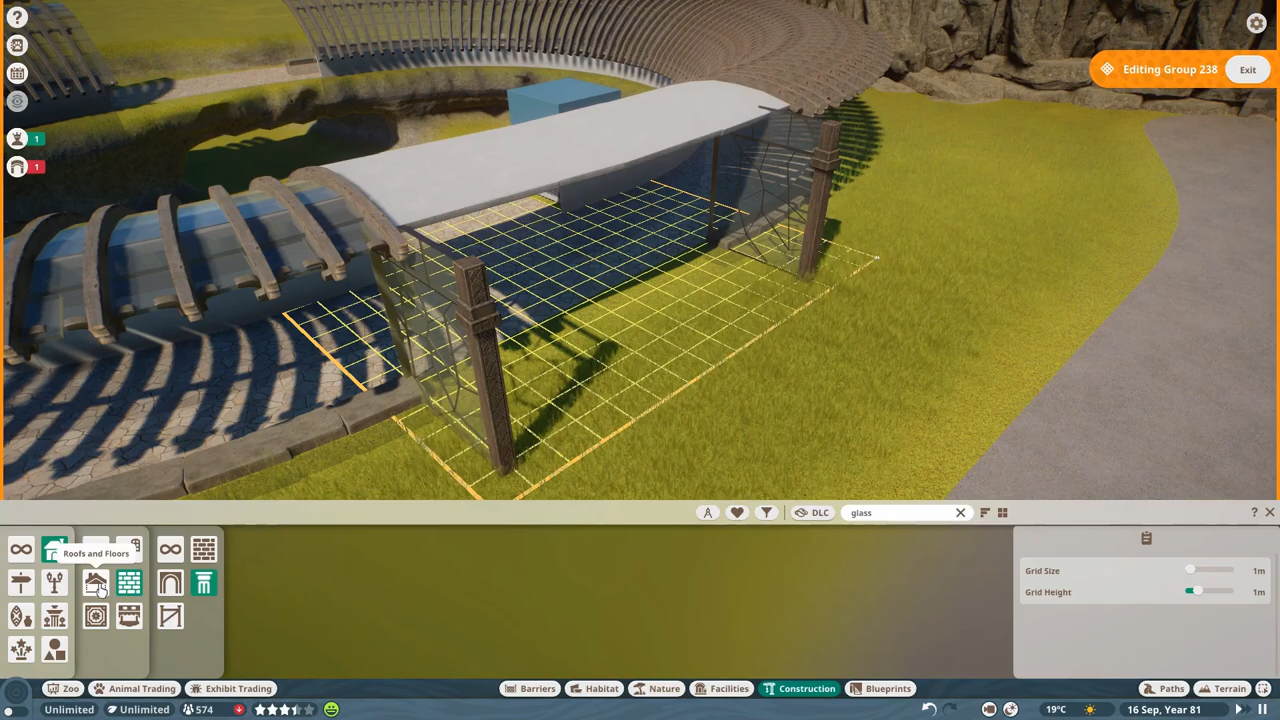 Editing Group 238
Exit
1
1
DLC
glass
Roofs and Floors
Grid Size
1m
Grid Height
1m
Zoo
Animal Trading
Exhibit Trading
Barriers
Habitat
Nature
Facilities
Construction
Blueprints
Paths
Terrain
Unlimited
Unlimited
574
19°C
16 Sep, Year 81